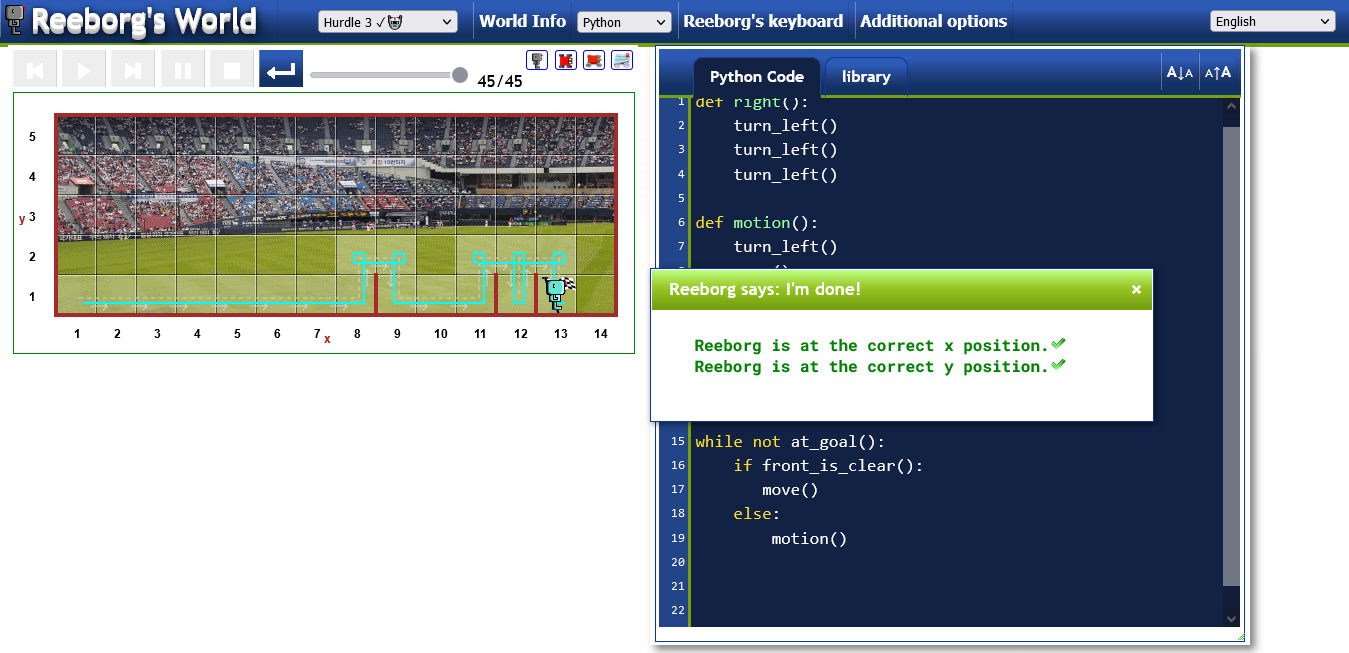 Reeborg's World
Hurdle 3 ✓
World Info
Python
Reeborg's keyboard
Additional options
English
45/45
Python Code
library
A↓A
A↑A
5
4
y 3
2
1
1 2 3 4 5 6 7 x 8 9 10 11 12 13 14
1 def right():
2 turn_left()
3 turn_left()
4 turn_left()
5
6 def motion():
7 turn_left()
Reeborg says: I'm done!
×
Reeborg is at the correct x position.
Reeborg is at the correct y position.
15 while not at_goal():
16 if front_is_clear():
17 move()
18 else:
19 motion()
20
21
22